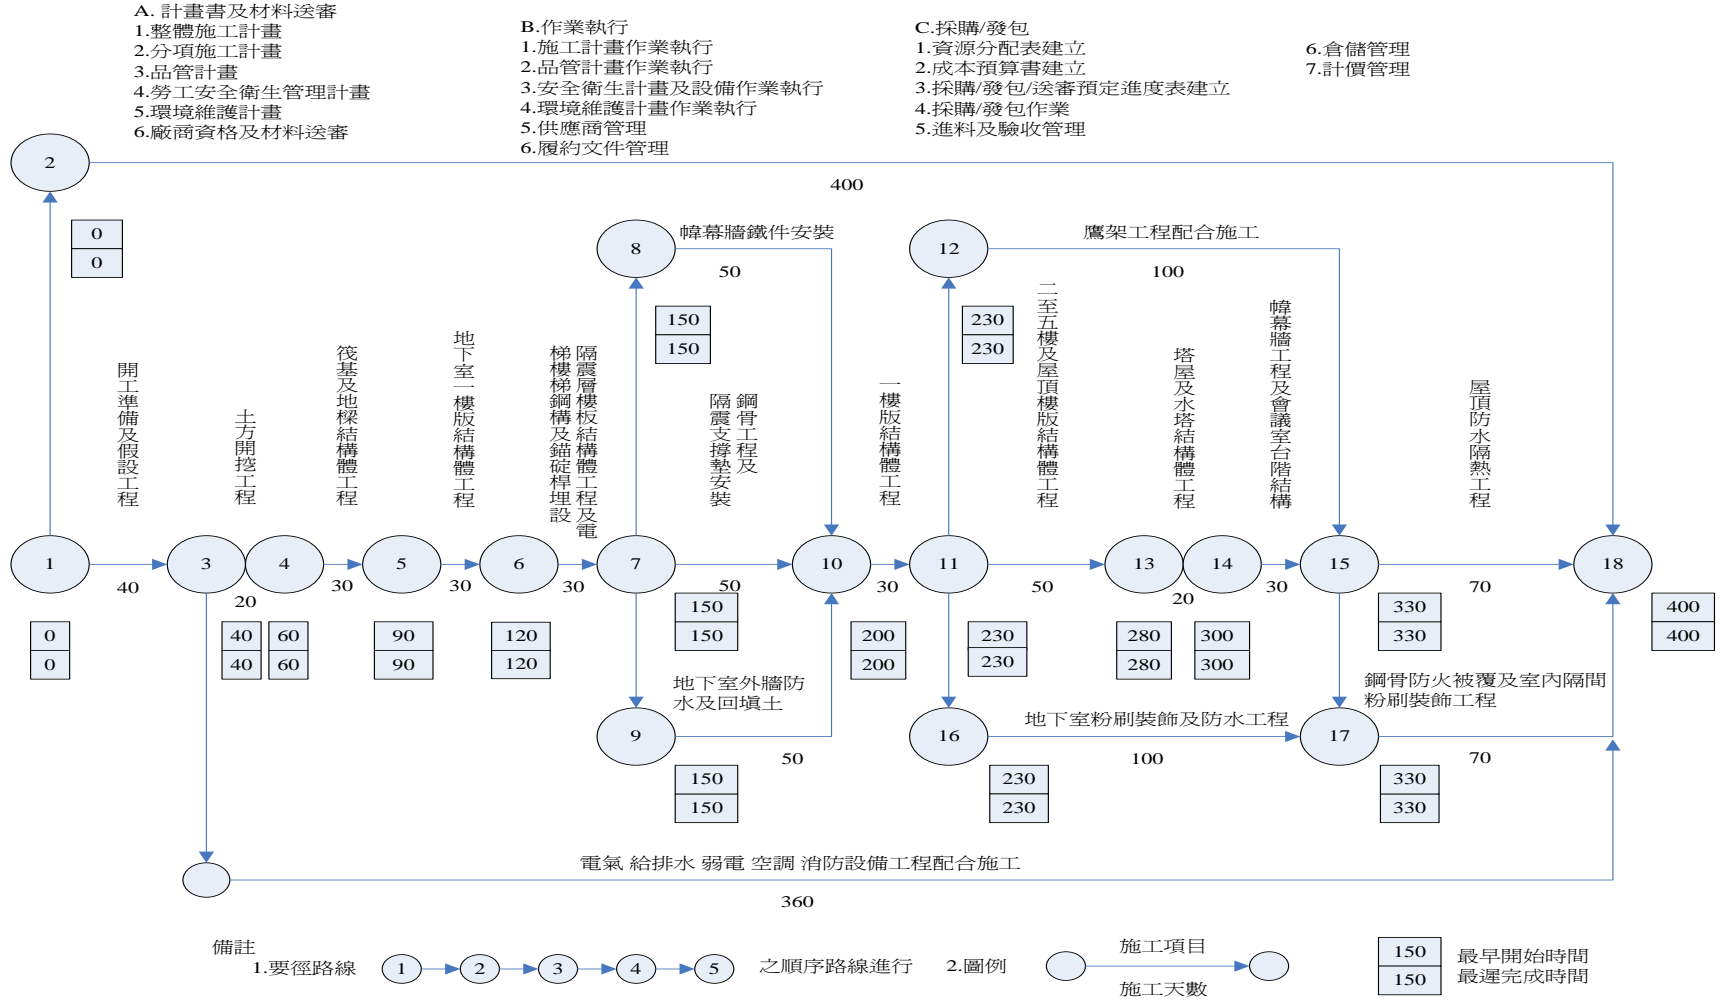 A. 計畫書及材料送審
1.整體施工計畫
2.分項施工計畫
3.品管計畫
4.勞工安全衛生管理計畫
5.環境維護計畫
6.廠商資格及材料送審
B.作業執行
1.施工計畫作業執行
2.品管計畫作業執行
3.安全衛生計畫及設備作業執行
4.環境維護計畫作業執行
5.供應商管理
6.履約文件管理
C.採購/發包
1.資源分配表建立
2.成本預算書建立
3.採購/發包/送審預定進度表建立
4.採購/發包作業
5.進料及驗收管理
6.倉儲管理
7.計價管理
2
400
0
0
8
幃幕牆鐵件安裝
50
12
鷹架工程配合施工
100
150
150
230
230
開工準備及假設工程
土方開挖工程
筏基及地樑結構體工程
地下室一樓版結構體工程
隔震層樓板結構體工程及電
梯樓梯鋼構及錨碇桿埋設
鋼骨工程及
隔震支撐墊安裝
一樓版結構體工程
二至五樓及屋頂樓版結構體工程
塔屋及水塔結構體工程
幃幕牆工程及會議室台階結構
屋頂防水隔熱工程
1
3
4
5
6
7
10
11
13
14
15
18
40
20
30
30
30
50
30
50
20
30
70
0
0
40
40
60
60
90
90
120
120
150
150
200
200
230
230
280
280
300
300
330
330
400
400
地下室外牆防
水及回填土
9
50
150
150
16
地下室粉刷裝飾及防水工程
100
230
230
17
鋼骨防火被覆及室內隔間
粉刷裝飾工程
70
330
330
電氣 給排水 弱電 空調 消防設備工程配合施工
360
備註
1.要徑路線
1
2
3
4
5
之順序路線進行
2.圖例
施工項目
施工天數
150
150
最早開始時間
最遲完成時間